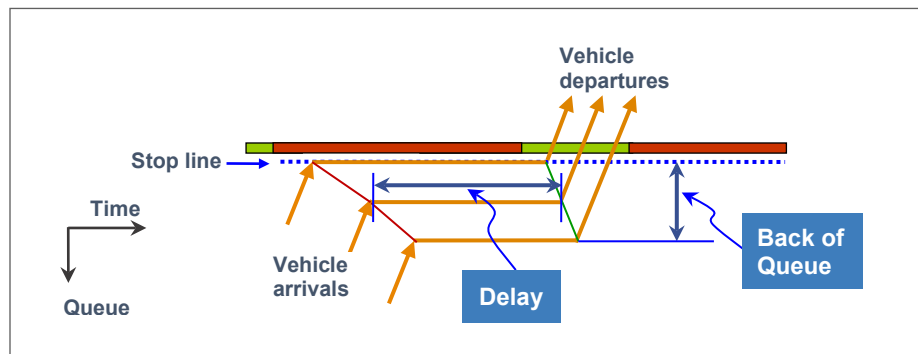 Vehicle
departures
Stop line
Time
Vehicle
arrivals
Queue
Delay
Back of
Queue